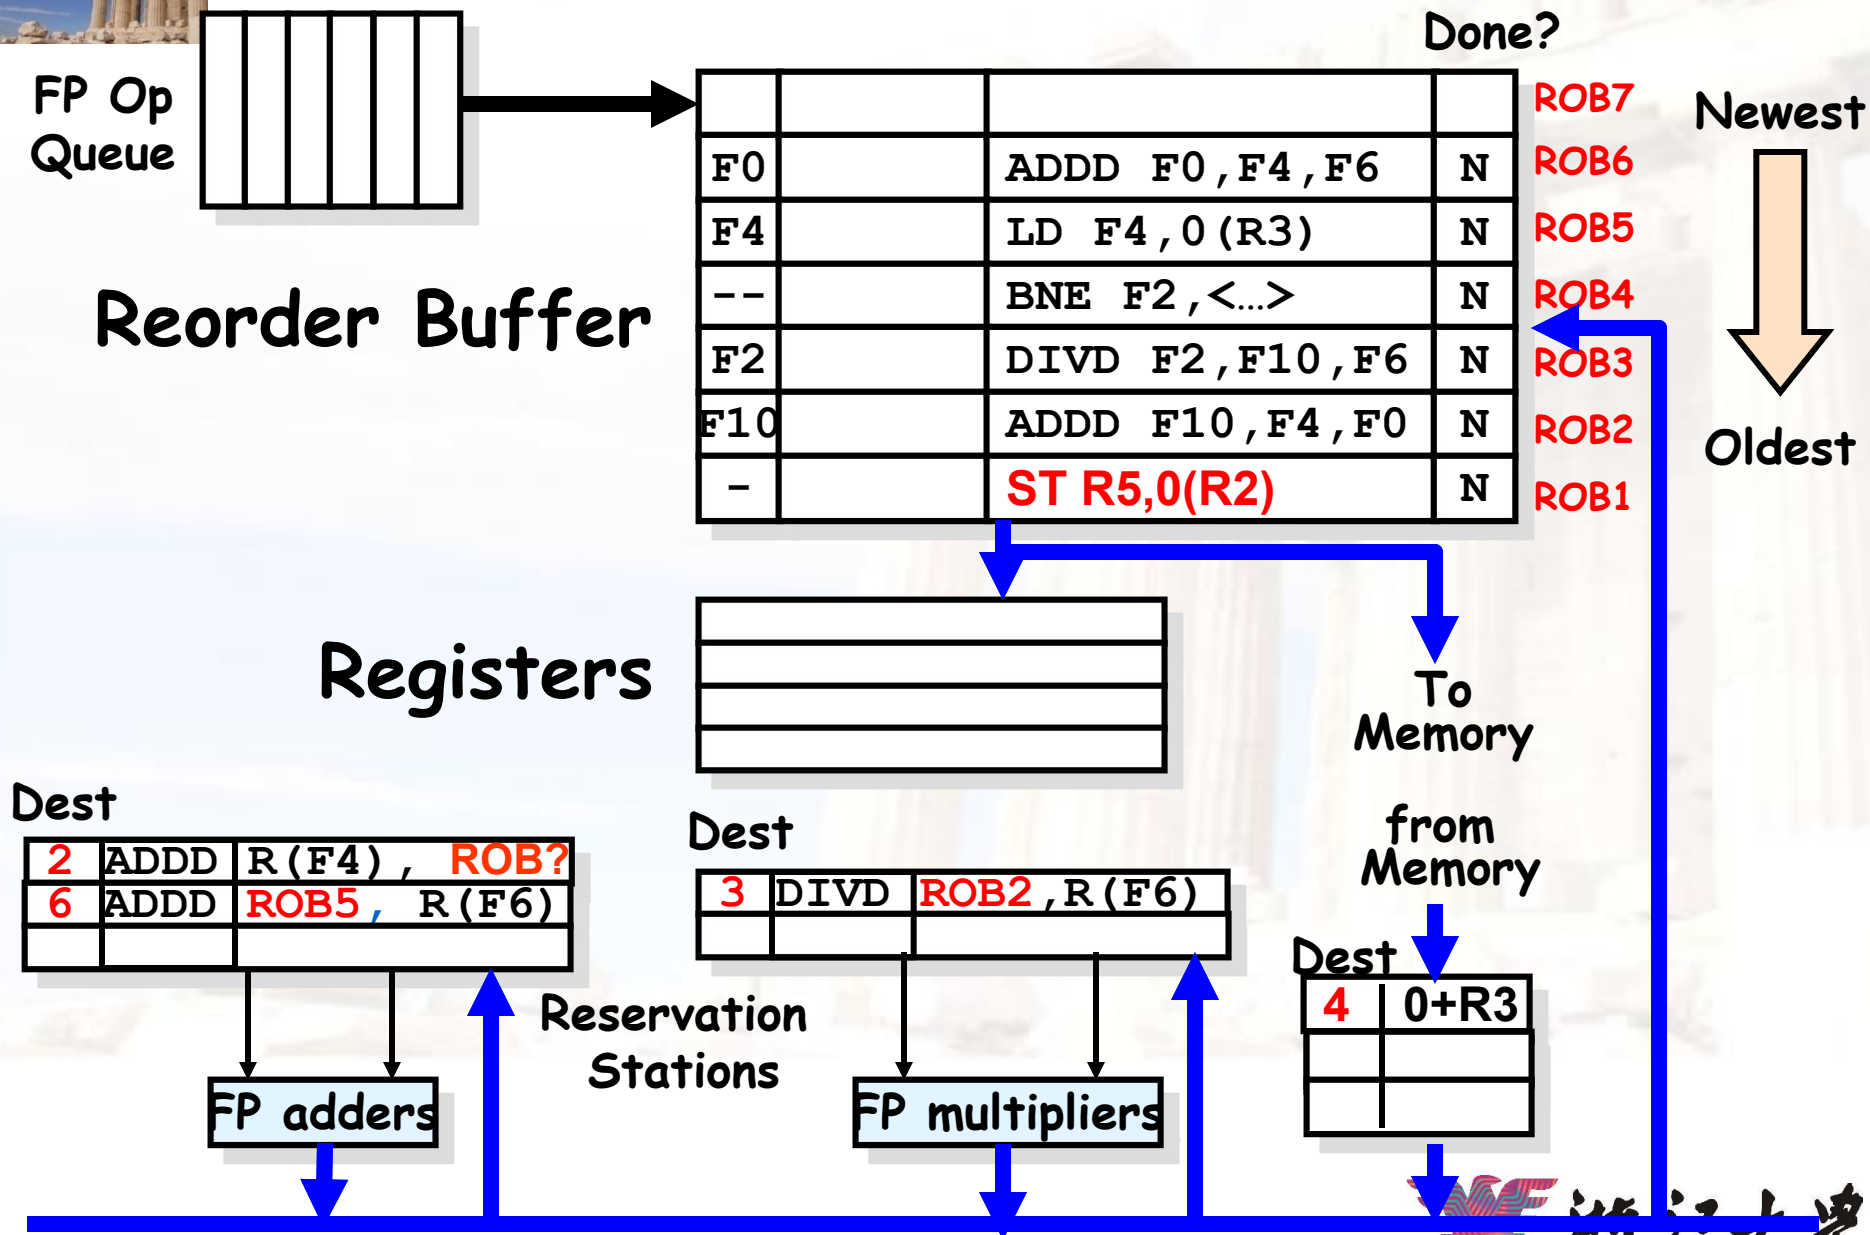 Done?
FP Op
Queue
ROB7
Newest
F0 ADDD F0,F4,F6 N ROB6
F4 LD F4,0(R3) N ROB5
-- BNE F2,<…> N ROB4
Reorder Buffer
F2 DIVD F2,F10,F6 N ROB3
F10 ADDD F10,F4,F0 N ROB2
Oldest
- ST R5,0(R2) N ROB1
Registers
To
Memory
from
Memory
Dest
2 ADDD R(F4), ROB?
6 ADDD ROB5, R(F6)
Dest
3 DIVD ROB2,R(F6)
Dest
4 0+R3
Reservation
Stations
FP adders
FP multipliers